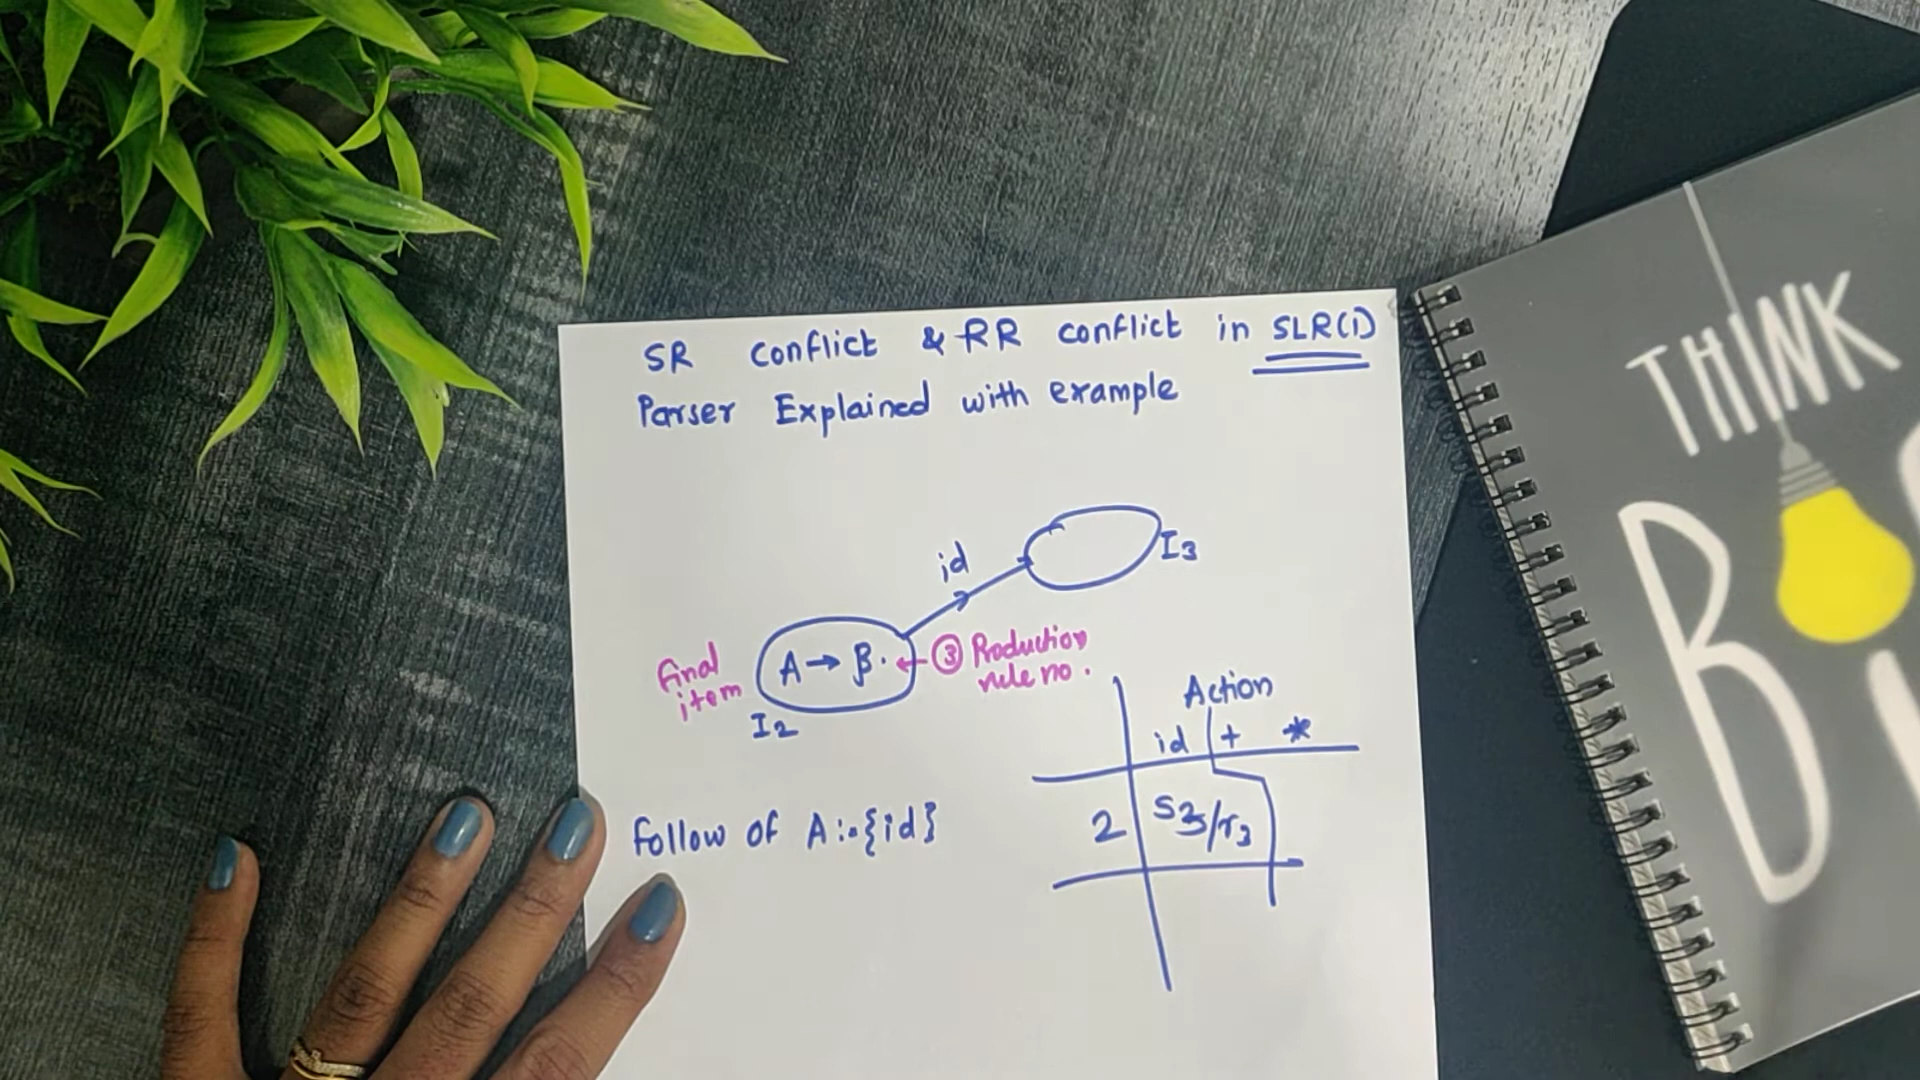 SR conflict & RR conflict in SLR(1)
Parser Explained with example
id
I3
final
item
A → β.
← ③ Production
rule no.
I2
Action
id + *
Follow of A := {id}
2 S3/r3
THINK